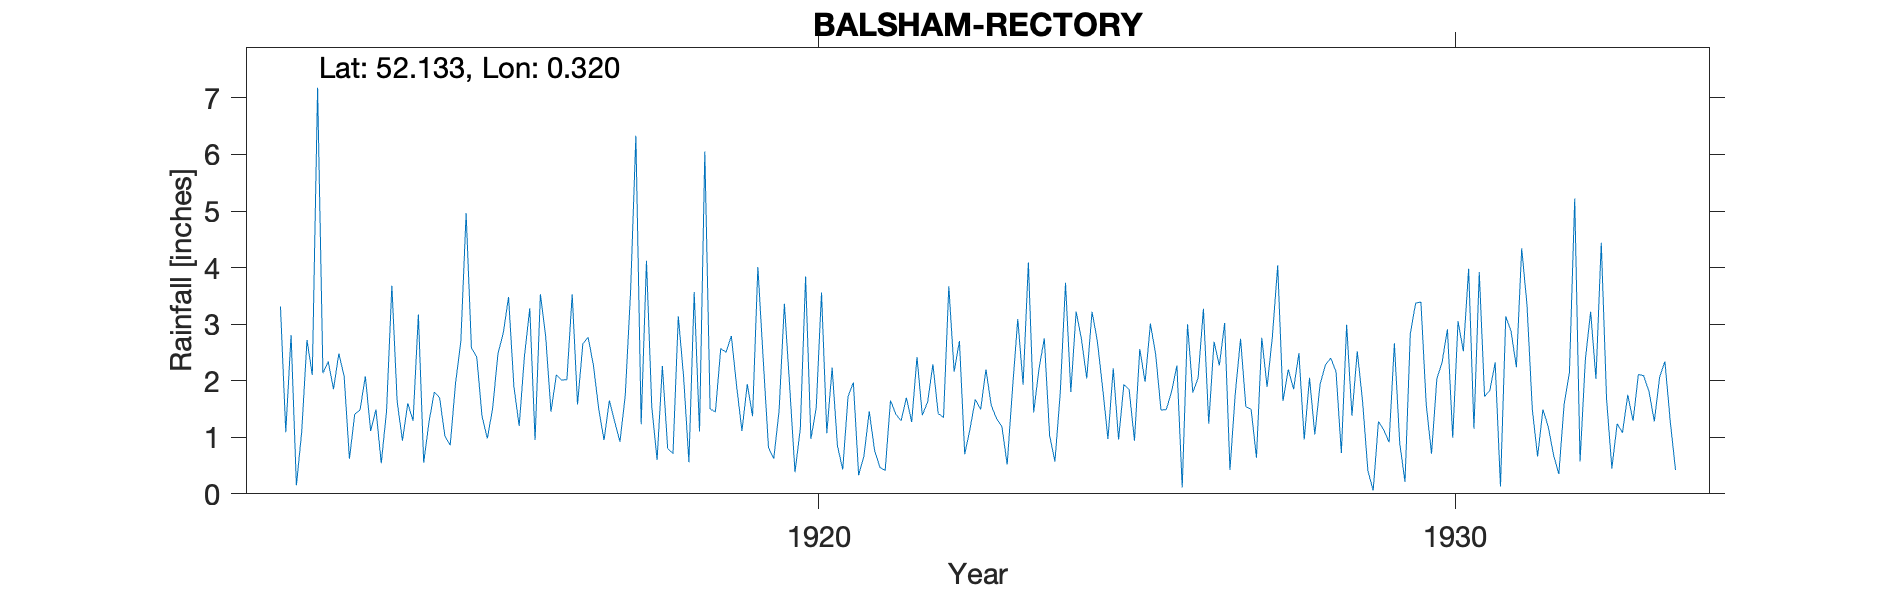 BALSHAM-RECTORY
Lat: 52.133, Lon: 0.320
7
6
5
4
3
2
1
0
Rainfall [inches]
1920 1930
Year